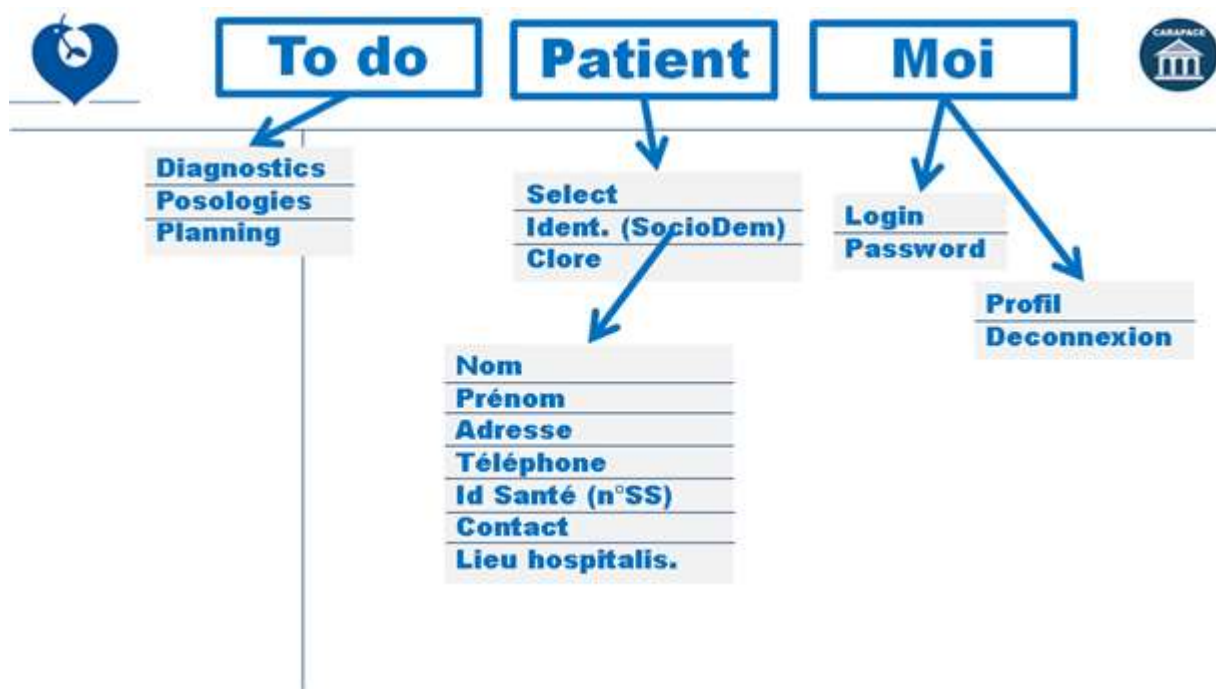 To do
Patient
Moi
CARAPACE
Diagnostics
Posologies
Planning
Select
Ident. (SocioDem)
Clore
Login
Password
Profil
Deconnexion
Nom
Prénom
Adresse
Téléphone
Id Santé (n°SS)
Contact
Lieu hospitalis.